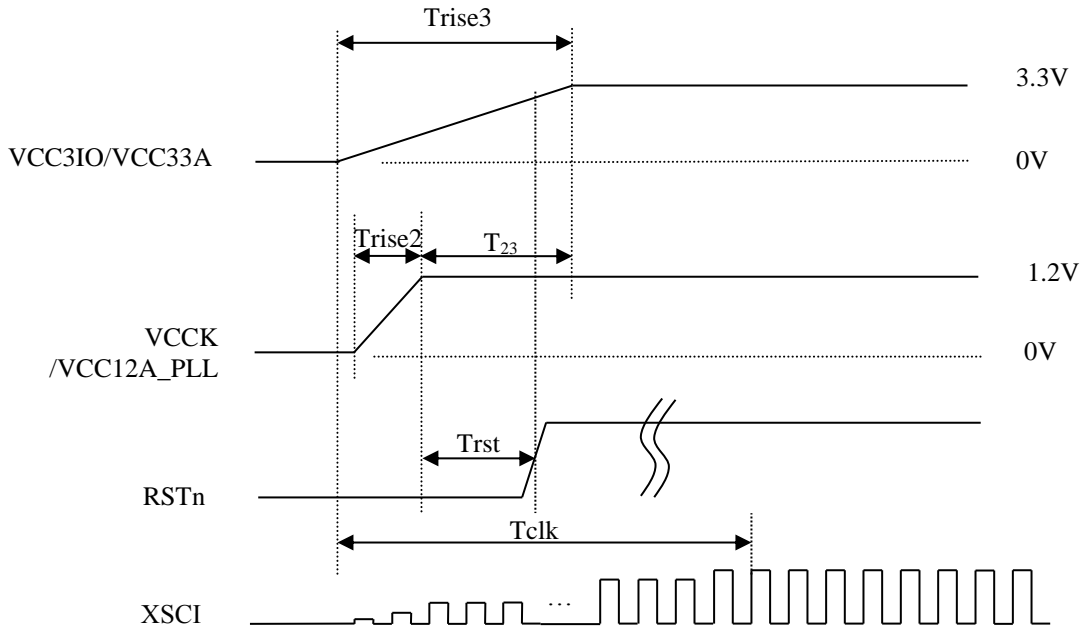 Trise3
3.3V
VCC3IO/VCC33A
0V
Trise2
T₂₃
1.2V
VCCK
/VCC12A_PLL
0V
Trst
RSTn
Tclk
XSCI
...